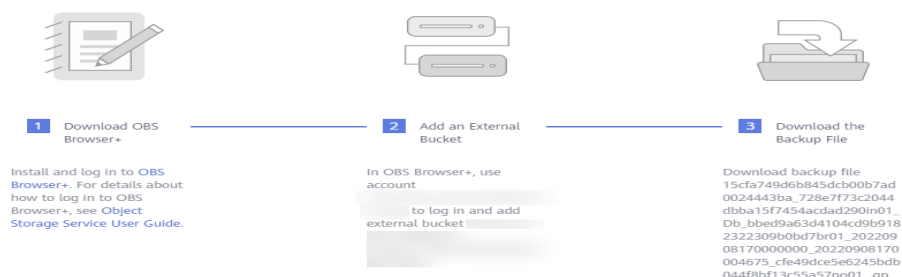 1 Download OBS
Browser+
2 Add an External
Bucket
3 Download the
Backup File
Install and log in to OBS
Browser+. For details about
how to log in to OBS
Browser+, see Object
Storage Service User Guide.
In OBS Browser+, use
account
to log in and add
external bucket
Download backup file
15cfa749d6b845dcb00b7ad
0024443ba_728e7f73c2044
dbba15f7454acdad290in01_
Db_bbed9a63d4104cd9b918
2322309b0bd7br01_202209
08170000000_20220908170
004675_cfe49dce5e6245bdb
044f8bf13c55a57no01_